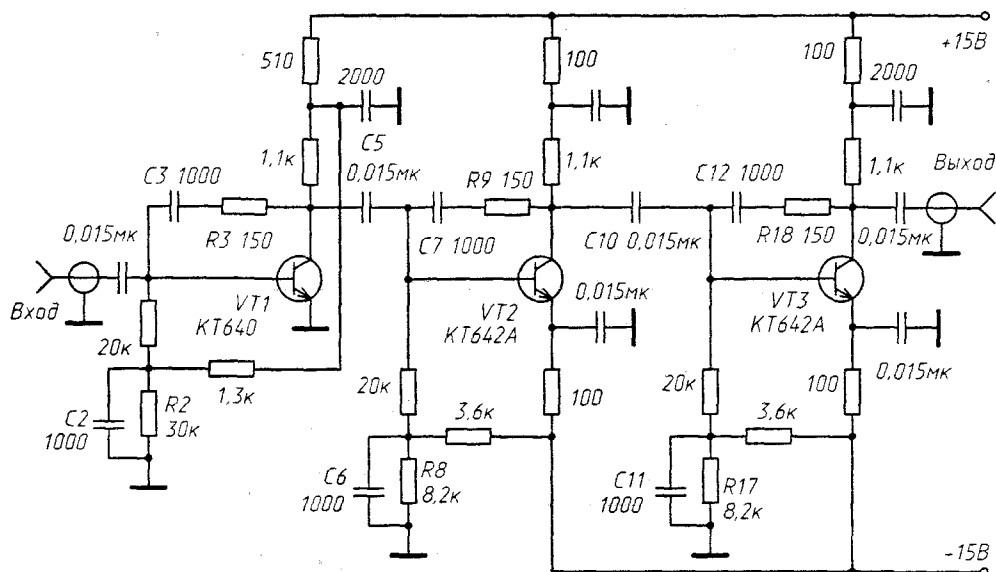 +15В
510
100
100
2000
2000
1,1к
C5
1,1к
1,1к
Выход
C3 1000
0,015мк
R9 150
C12 1000
0,015мк
R3 150
C7 1000
C10 0,015мк
R18 150
0,015мк
Вход
VT1
КТ640
VT2
КТ642А
0,015мк
VT3
КТ642А
20к
0,015мк
1,3к
20к
100
20к
100
C2
1000
R2
30к
3,6к
3,6к
C6
1000
R8
8,2к
C11
1000
R17
8,2к
-15В